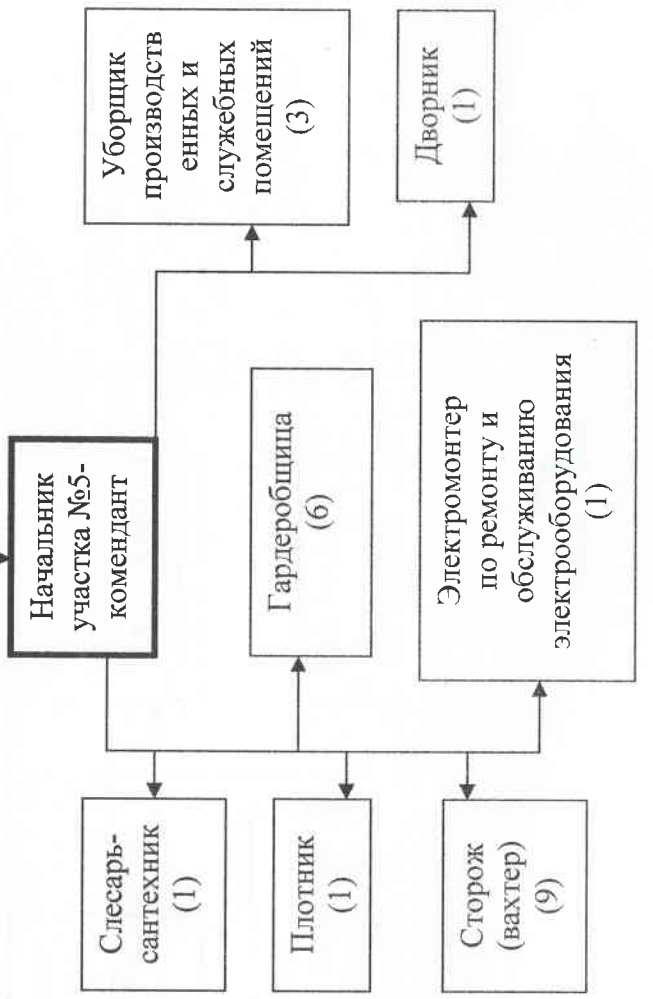 Начальник
участка №5-
комендант
Слесарь-
сантехник
(1)
Гардеробщица
(6)
Уборщик
производств
енных и
служебных
помещений
(3)
Плотник
(1)
Электромонтер
по ремонту и
обслуживанию
электрооборудования
(1)
Дворник
(1)
Сторож
(вахтер)
(9)